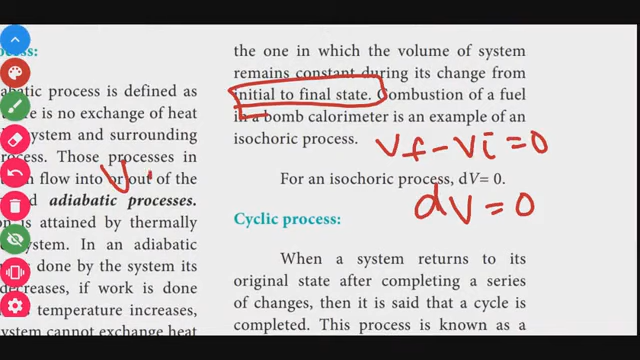 ocess:
abatic process is defined as
ere is no exchange of heat
system and surrounding
ocess. Those processes in
n flow into or out of the
d adiabatic processes.
on is attained by thermally
ystem. In an adiabatic
s done by the system its
decreases, if work is done
temperature increases,
ystem cannot exchange heat
V
the one in which the volume of system
remains constant during its change from
initial to final state. Combustion of a fuel
in a bomb calorimeter is an example of an
isochoric process.
Vf - Vi = 0
For an isochoric process, dV= 0.
dV = 0
Cyclic process:
When a system returns to its
original state after completing a series
of changes, then it is said that a cycle is
completed. This process is known as a